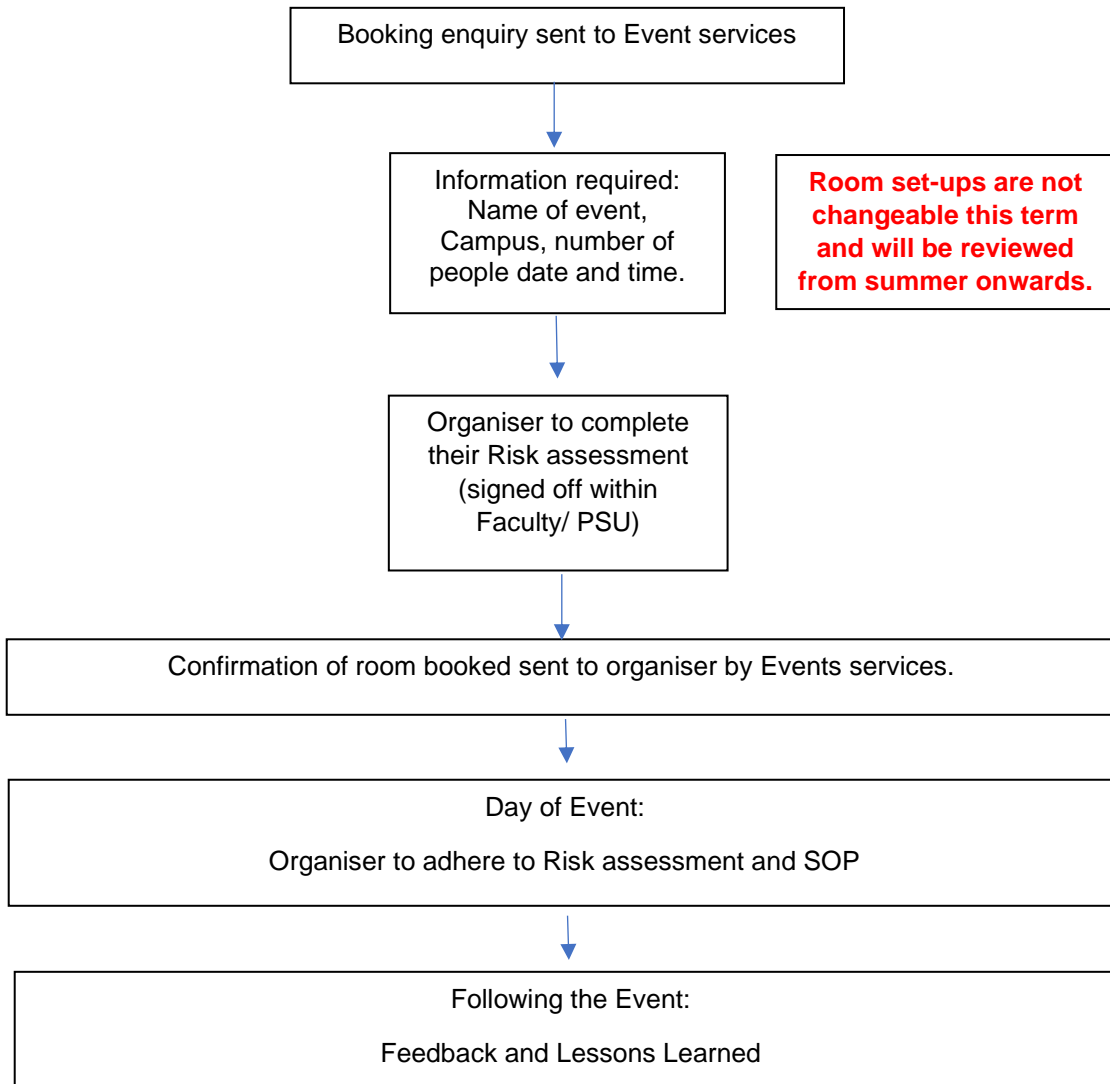 Booking enquiry sent to Event services
Information required:
Name of event,
Campus, number of
people date and time.
Room set-ups are not
changeable this term
and will be reviewed
from summer onwards.
Organiser to complete
their Risk assessment
(signed off within
Faculty/ PSU)
Confirmation of room booked sent to organiser by Events services.
Day of Event:
Organiser to adhere to Risk assessment and SOP
Following the Event:
Feedback and Lessons Learned